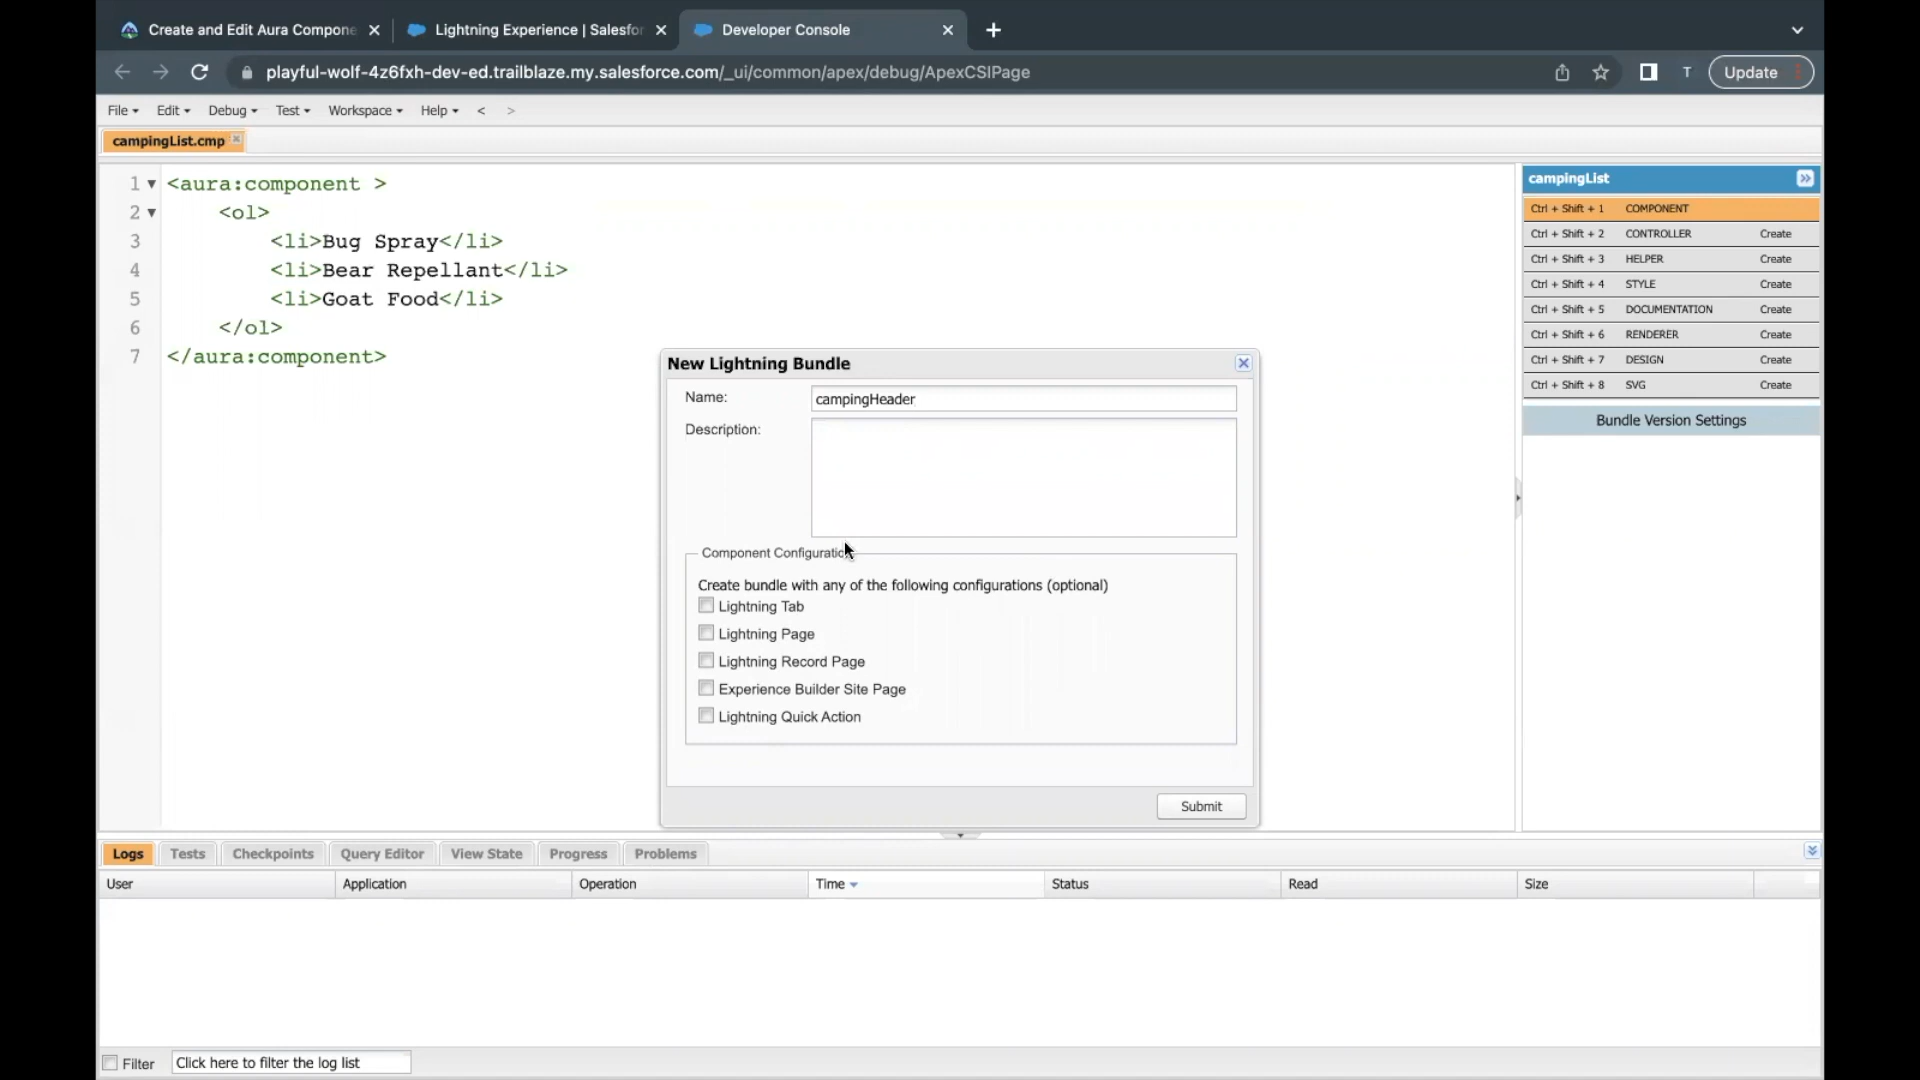 Create and Edit Aura Compone
Lightning Experience | Salesfor
Developer Console
playful-wolf-4z6fxh-dev-ed.trailblaze.my.salesforce.com/_ui/common/apex/debug/ApexCSIPage
T
Update
File
Edit
Debug
Test
Workspace
Help
<
>
campingList.cmp
1 <aura:component >
2 <ol>
3 <li>Bug Spray</li>
4 <li>Bear Repellant</li>
5 <li>Goat Food</li>
6 </ol>
7 </aura:component>
campingList
Ctrl + Shift + 1 COMPONENT
Ctrl + Shift + 2 CONTROLLER Create
Ctrl + Shift + 3 HELPER Create
Ctrl + Shift + 4 STYLE Create
Ctrl + Shift + 5 DOCUMENTATION Create
Ctrl + Shift + 6 RENDERER Create
Ctrl + Shift + 7 DESIGN Create
Ctrl + Shift + 8 SVG Create
Bundle Version Settings
New Lightning Bundle
Name: campingHeader
Description:
Component Configuratio
Create bundle with any of the following configurations (optional)
Lightning Tab
Lightning Page
Lightning Record Page
Experience Builder Site Page
Lightning Quick Action
Submit
Logs
Tests
Checkpoints
Query Editor
View State
Progress
Problems
User
Application
Operation
Time
Status
Read
Size
Filter
Click here to filter the log list